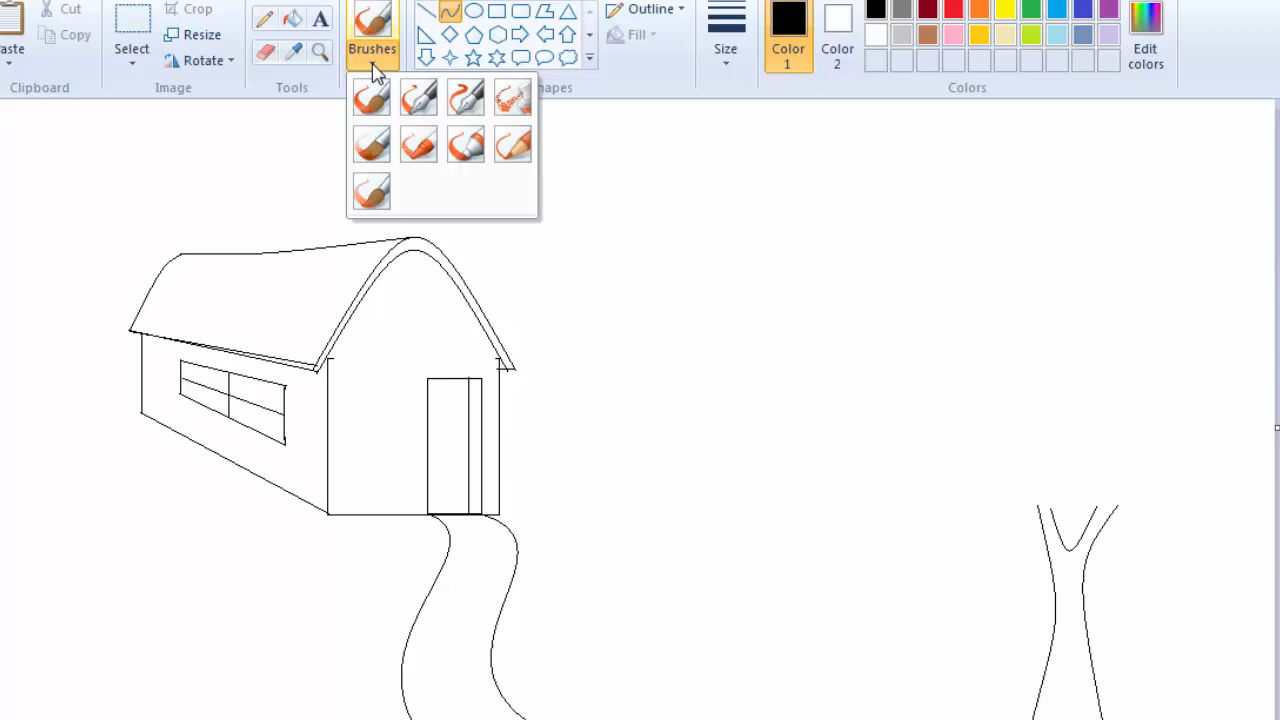 Cut
Crop
Outline
Copy
Resize
Fill
Select
Rotate
Brushes
Size
Color
1
Color
2
Edit
colors
Clipboard
Image
Tools
Colors